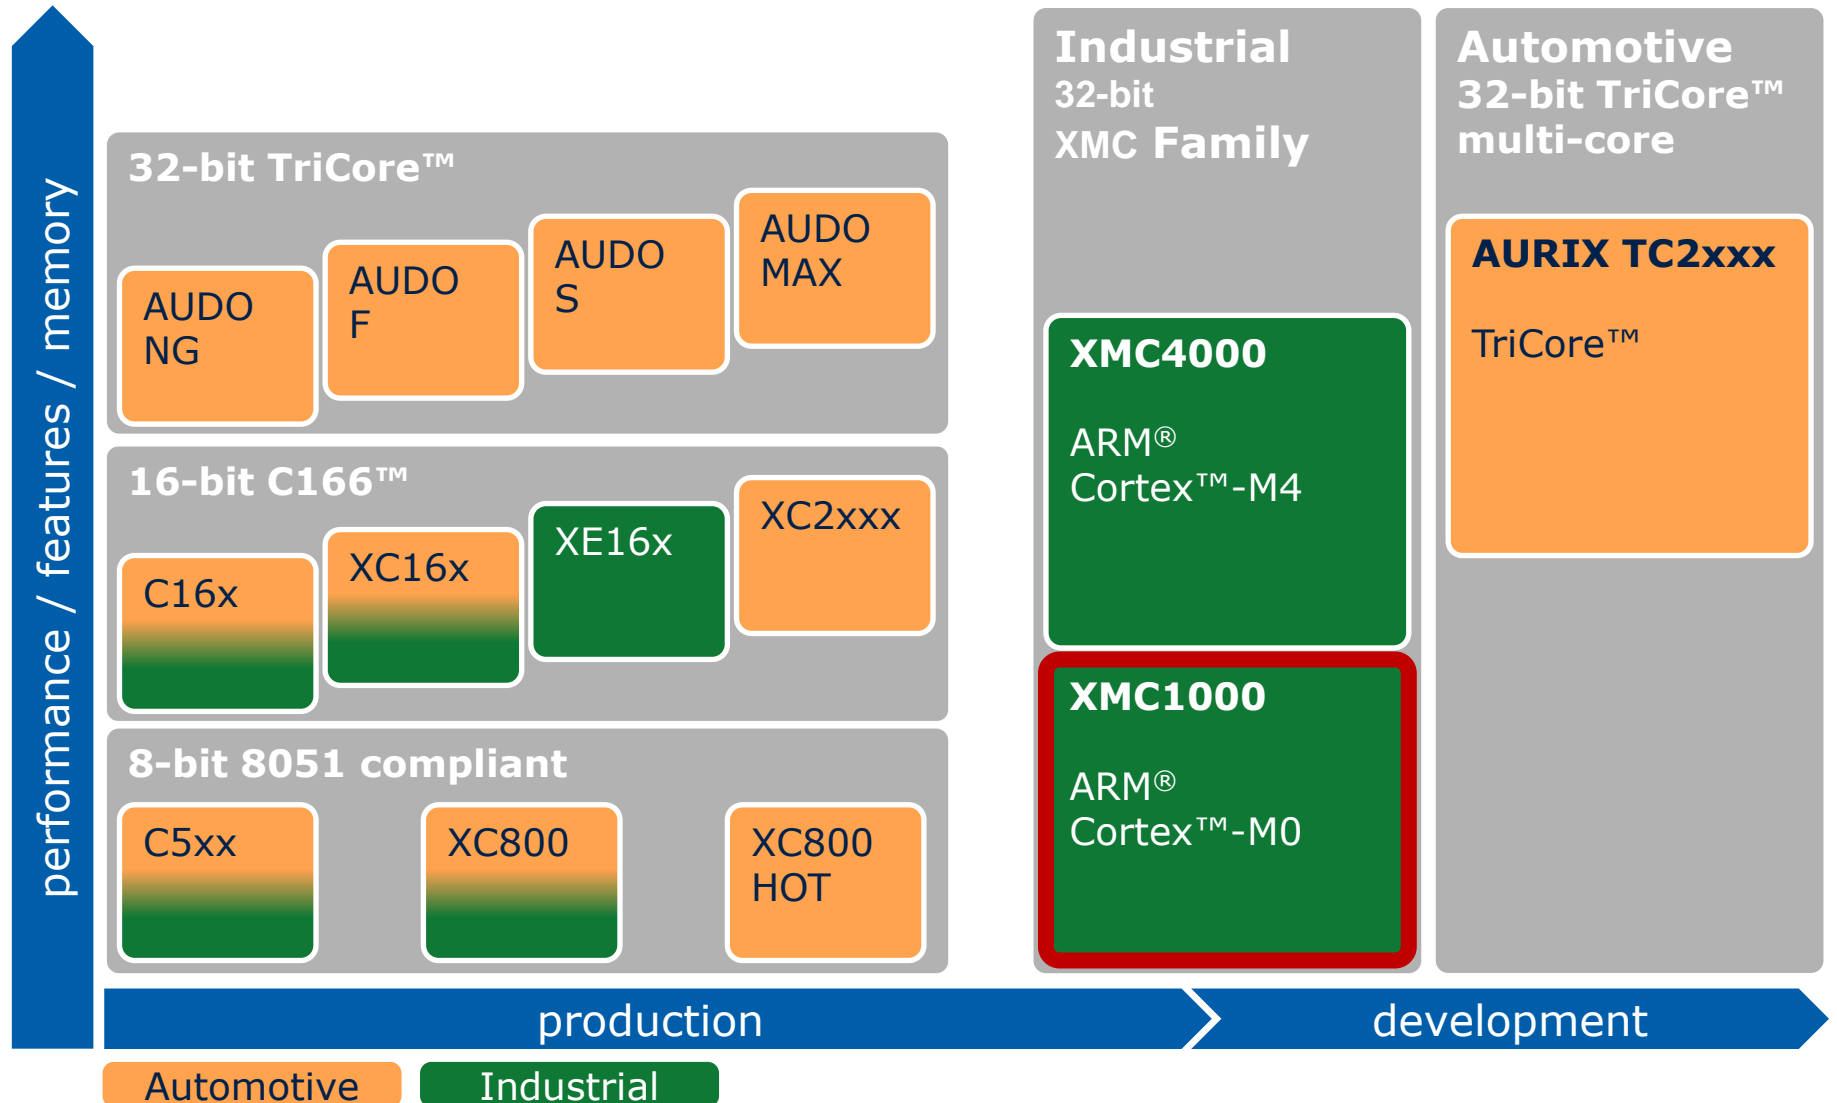 performance / features / memory
32-bit TriCore™
AUDO
NG
AUDO
F
AUDO
S
AUDO
MAX
16-bit C166™
C16x
XC16x
XE16x
XC2xxx
8-bit 8051 compliant
C5xx
XC800
XC800
HOT
Industrial
32-bit
XMC Family
XMC4000
ARM®
Cortex™-M4
XMC1000
ARM®
Cortex™-M0
Automotive
32-bit TriCore™
multi-core
AURIX TC2xxx
TriCore™
production
development
Automotive
Industrial